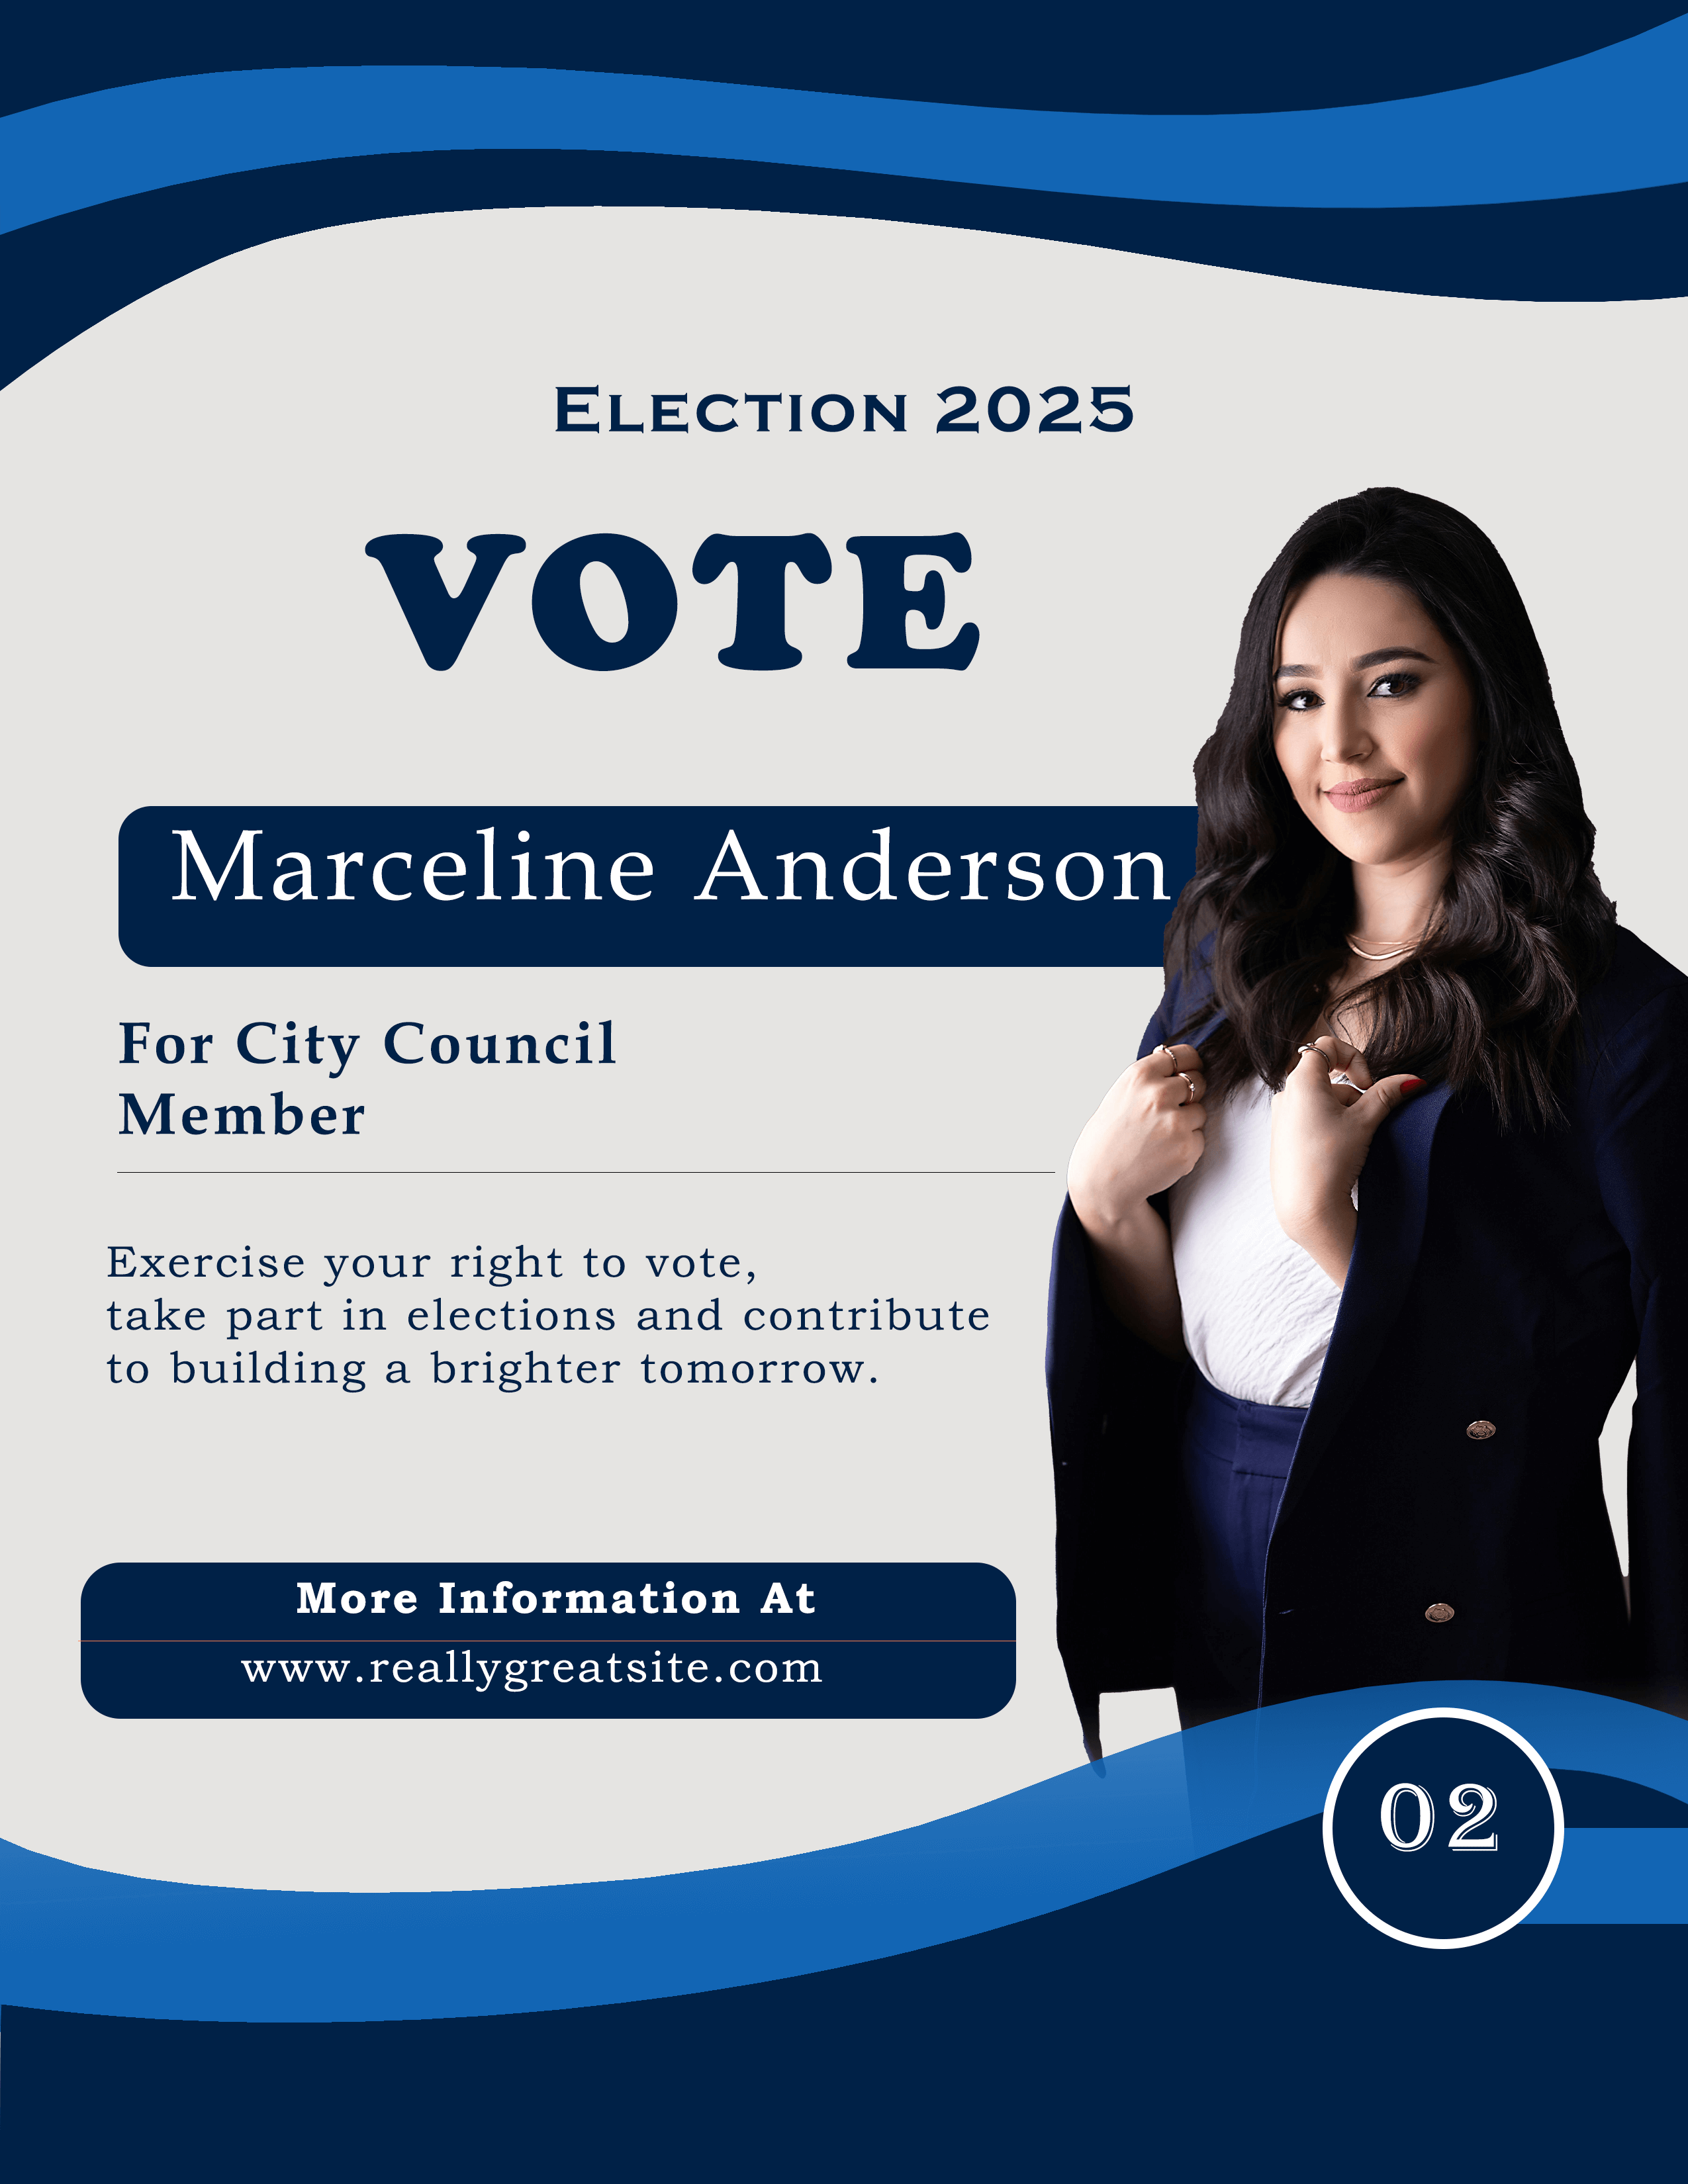 Election 2025
VOTE
Marceline Anderson
For City Council
Member
Exercise your right to vote,
take part in elections and contribute
to building a brighter tomorrow.
More Information At
www.reallygreatsite.com
02